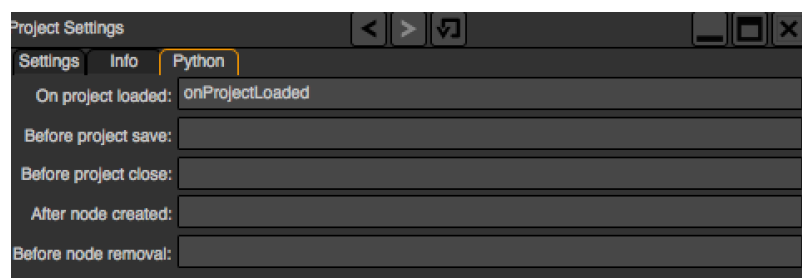 Project Settings
Settings Info Python
On project loaded: onProjectLoaded
Before project save:
Before project close:
After node created:
Before node removal: